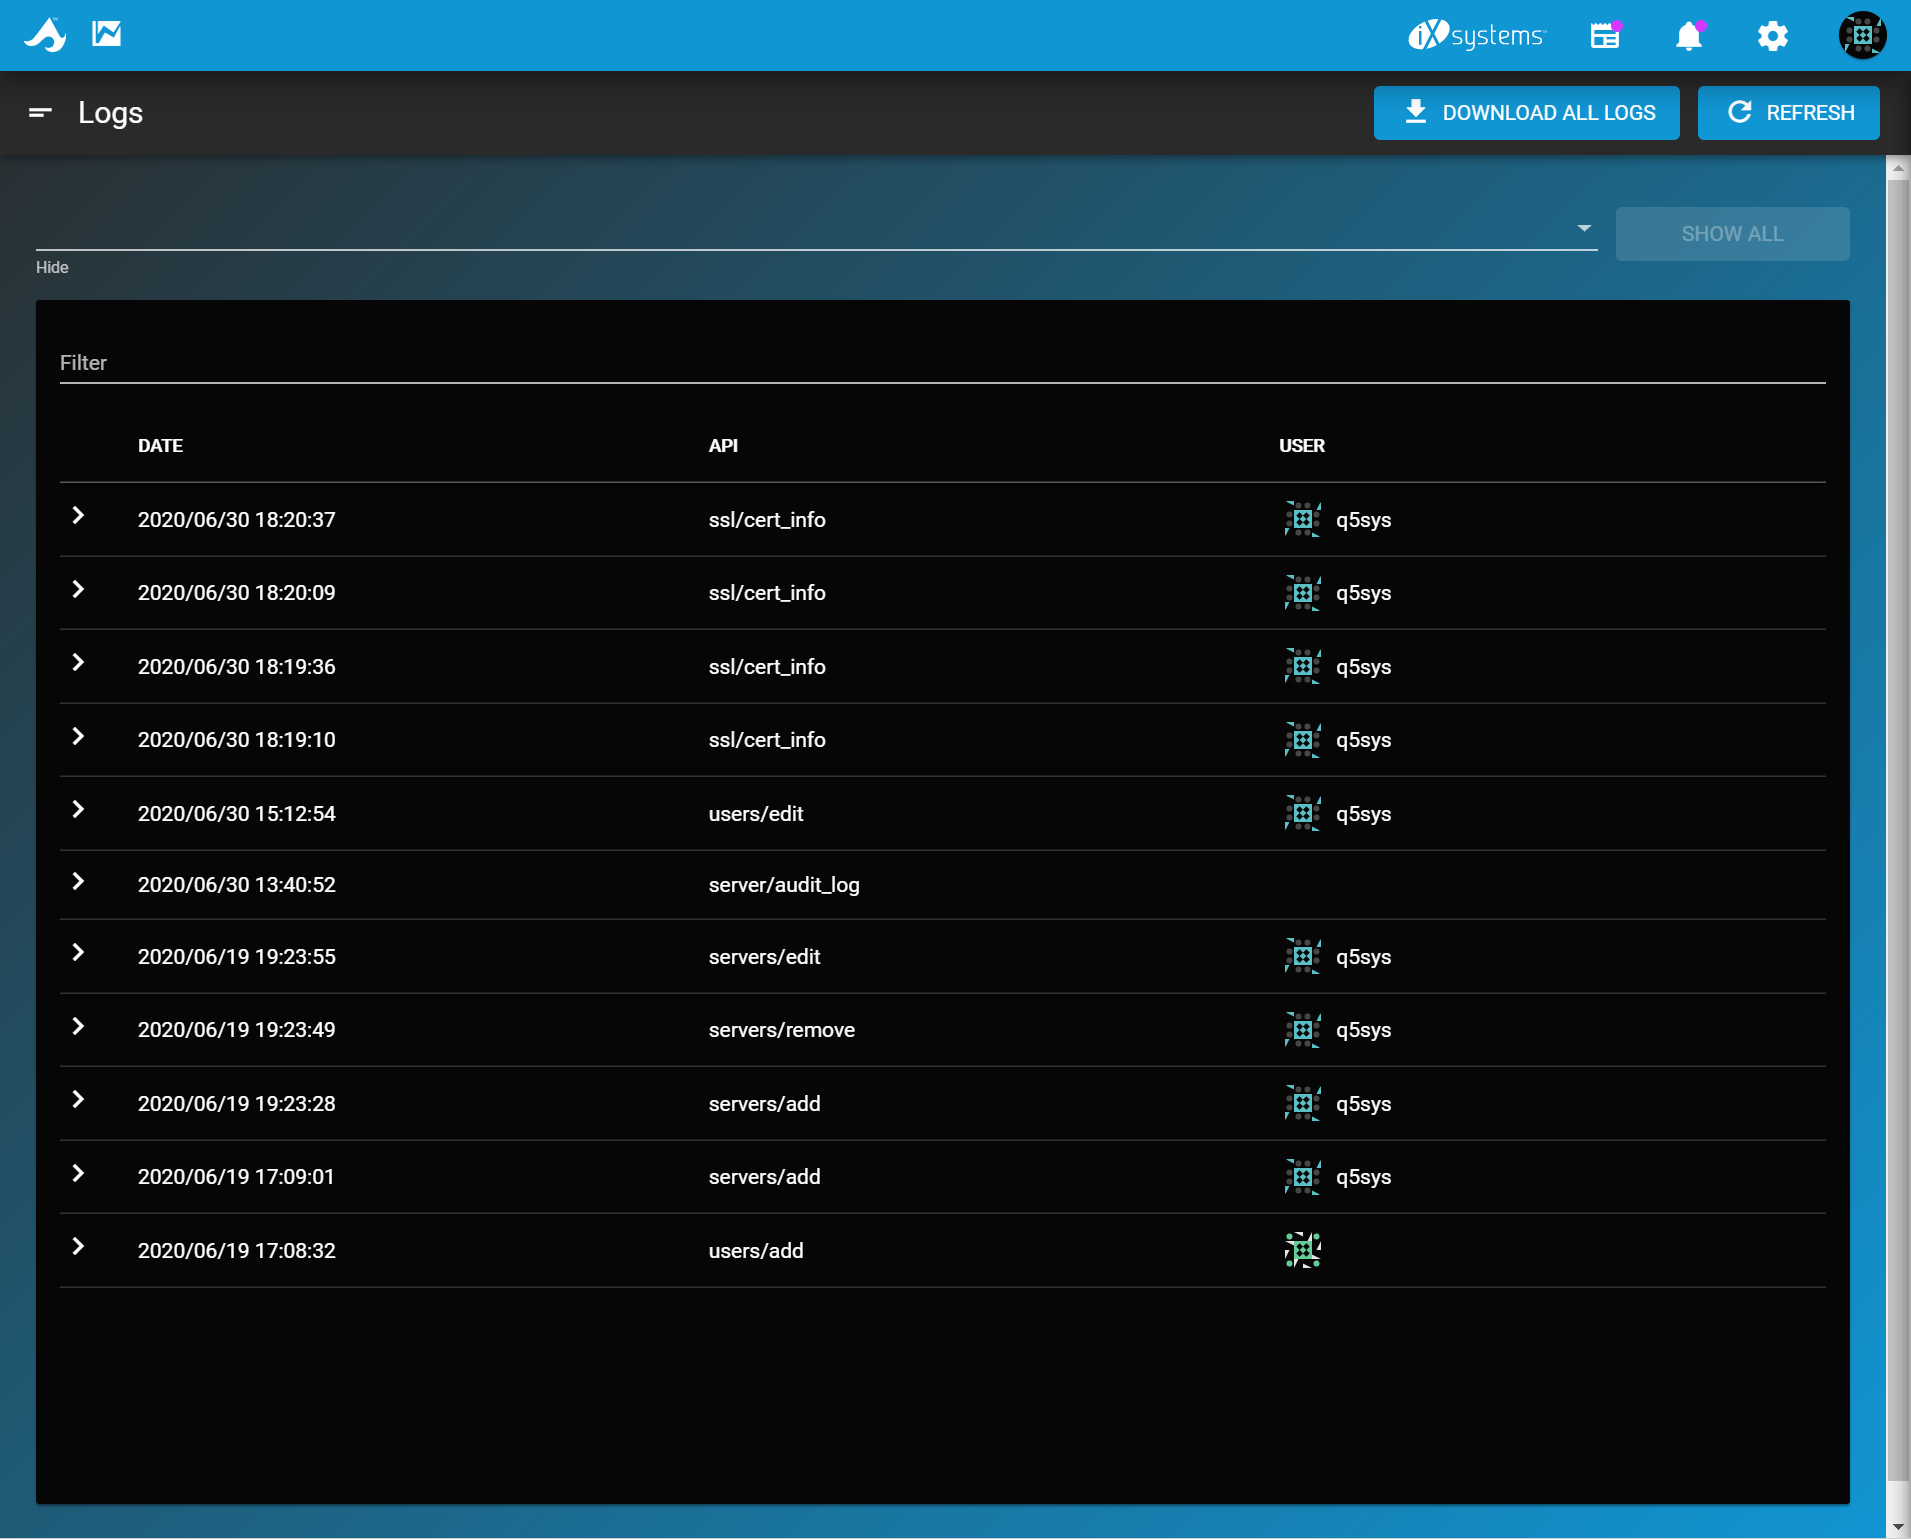 iXsystems
Logs
DOWNLOAD ALL LOGS
REFRESH
SHOW ALL
Hide
Filter
DATE API USER
2020/06/30 18:20:37 ssl/cert_info q5sys
2020/06/30 18:20:09 ssl/cert_info q5sys
2020/06/30 18:19:36 ssl/cert_info q5sys
2020/06/30 18:19:10 ssl/cert_info q5sys
2020/06/30 15:12:54 users/edit q5sys
2020/06/30 13:40:52 server/audit_log
2020/06/19 19:23:55 servers/edit q5sys
2020/06/19 19:23:49 servers/remove q5sys
2020/06/19 19:23:28 servers/add q5sys
2020/06/19 17:09:01 servers/add q5sys
2020/06/19 17:08:32 users/add